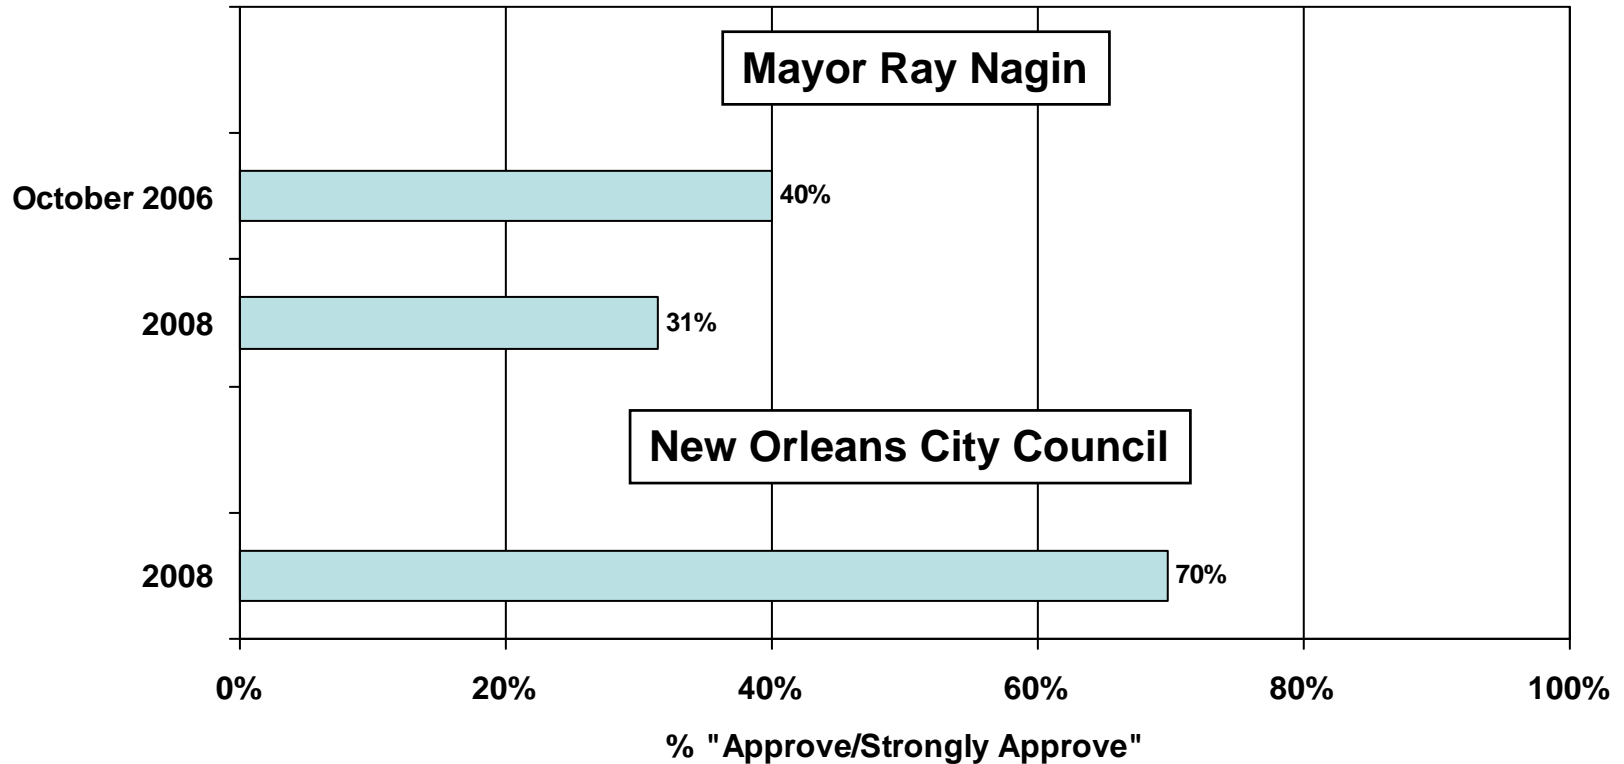 Mayor Ray Nagin
October 2006 40%
2008 31%
New Orleans City Council
2008 70%
0% 20% 40% 60% 80% 100%
% "Approve/Strongly Approve"